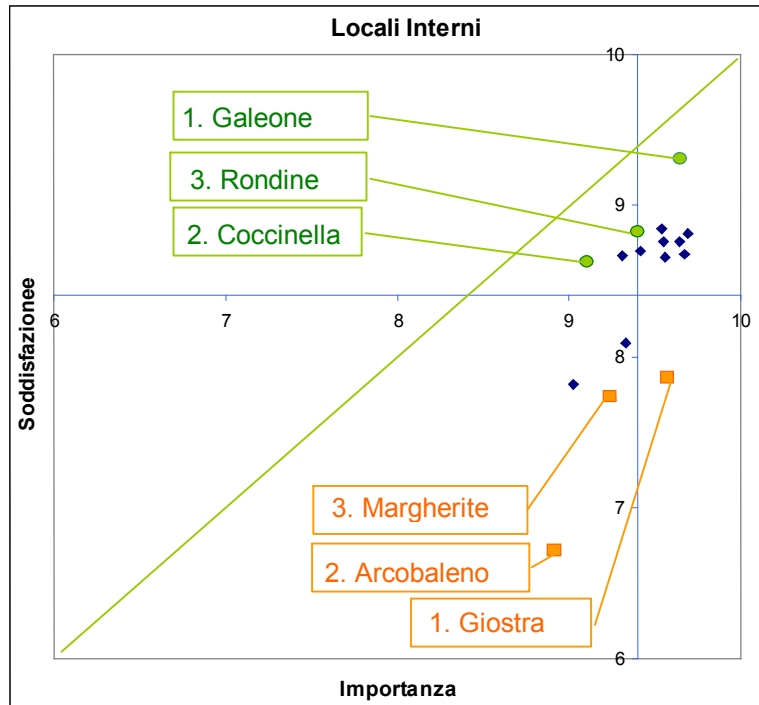 Locali Interni
10
1. Galeone
3. Rondine
9
2. Coccinella
6
7
8
9
10
Soddisfazionee
8
3. Margherite
7
2. Arcobaleno
1. Giostra
6
Importanza